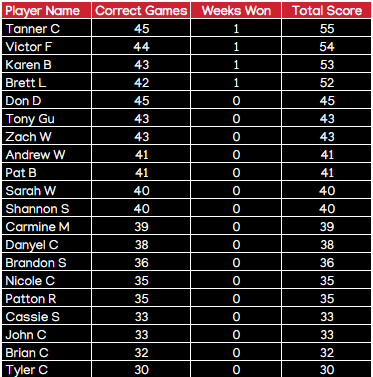 Player Name Correct Games Weeks Won Total Score
Tanner C 45 1 55
Victor F 44 1 54
Karen B 43 1 53
Brett L 42 1 52
Don D 45 0 45
Tony Gu 43 0 43
Zach W 43 0 43
Andrew W 41 0 41
Pat B 41 0 41
Sarah W 40 0 40
Shannon S 40 0 40
Carmine M 39 0 39
Danyel C 38 0 38
Brandon S 36 0 36
Nicole C 35 0 35
Patton R 35 0 35
Cassie S 33 0 33
John C 33 0 33
Brian C 32 0 32
Tyler C 30 0 30